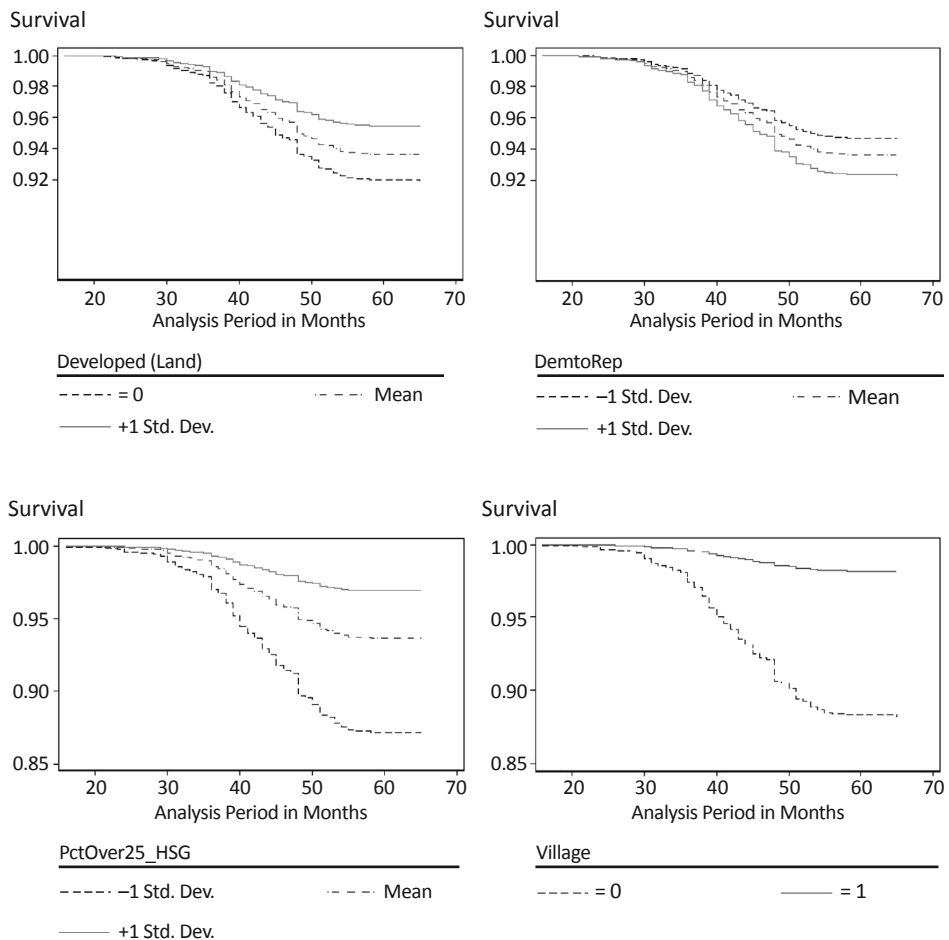 Survival
1.00
0.98
0.96
0.94
0.92
20 30 40 50 60 70
Analysis Period in Months
Developed (Land)
= 0
Mean
+1 Std. Dev.
Survival
1.00
0.98
0.96
0.94
0.92
20 30 40 50 60 70
Analysis Period in Months
DemtoRep
–1 Std. Dev.
Mean
+1 Std. Dev.
Survival
1.00
0.95
0.90
0.85
20 30 40 50 60 70
Analysis Period in Months
PctOver25_HSG
–1 Std. Dev.
Mean
+1 Std. Dev.
Survival
1.00
0.95
0.90
0.85
20 30 40 50 60 70
Analysis Period in Months
Village
= 0
= 1